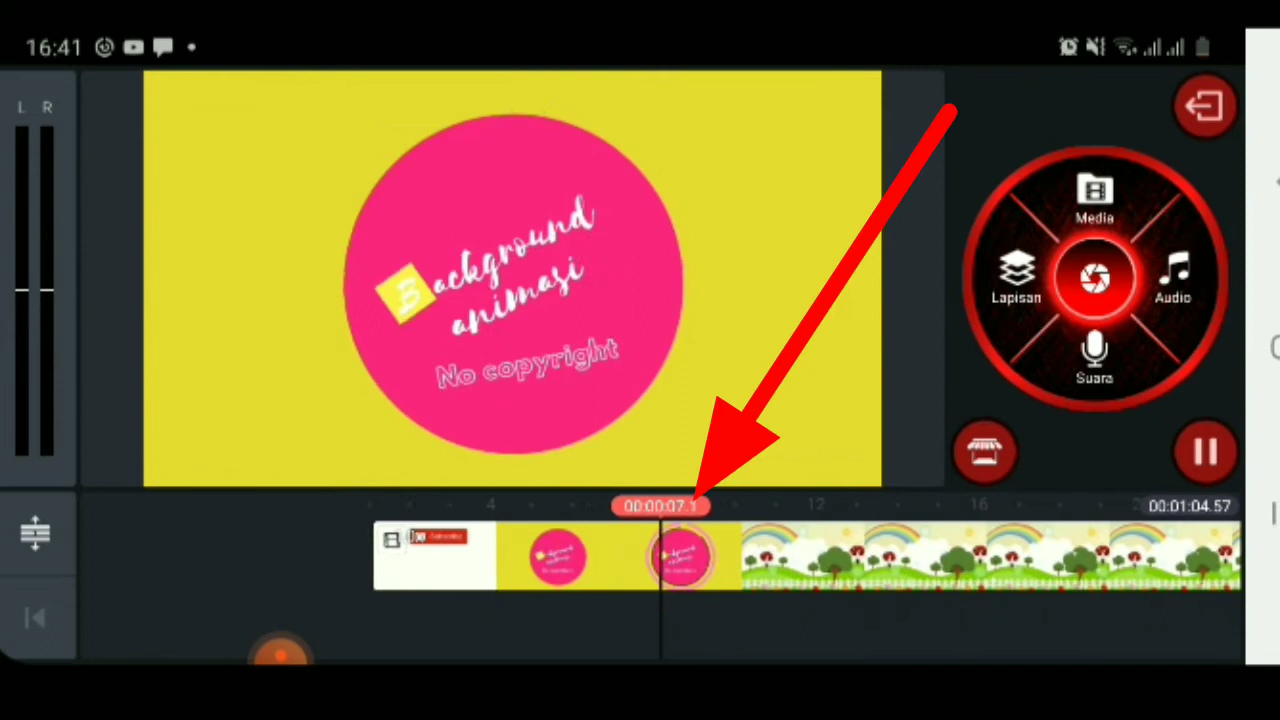 16:41
L R
Background
animasi
No copyright
Media
Lapisan
Audio
Suara
4
00:00:07.1
12
16
00:01:04.57